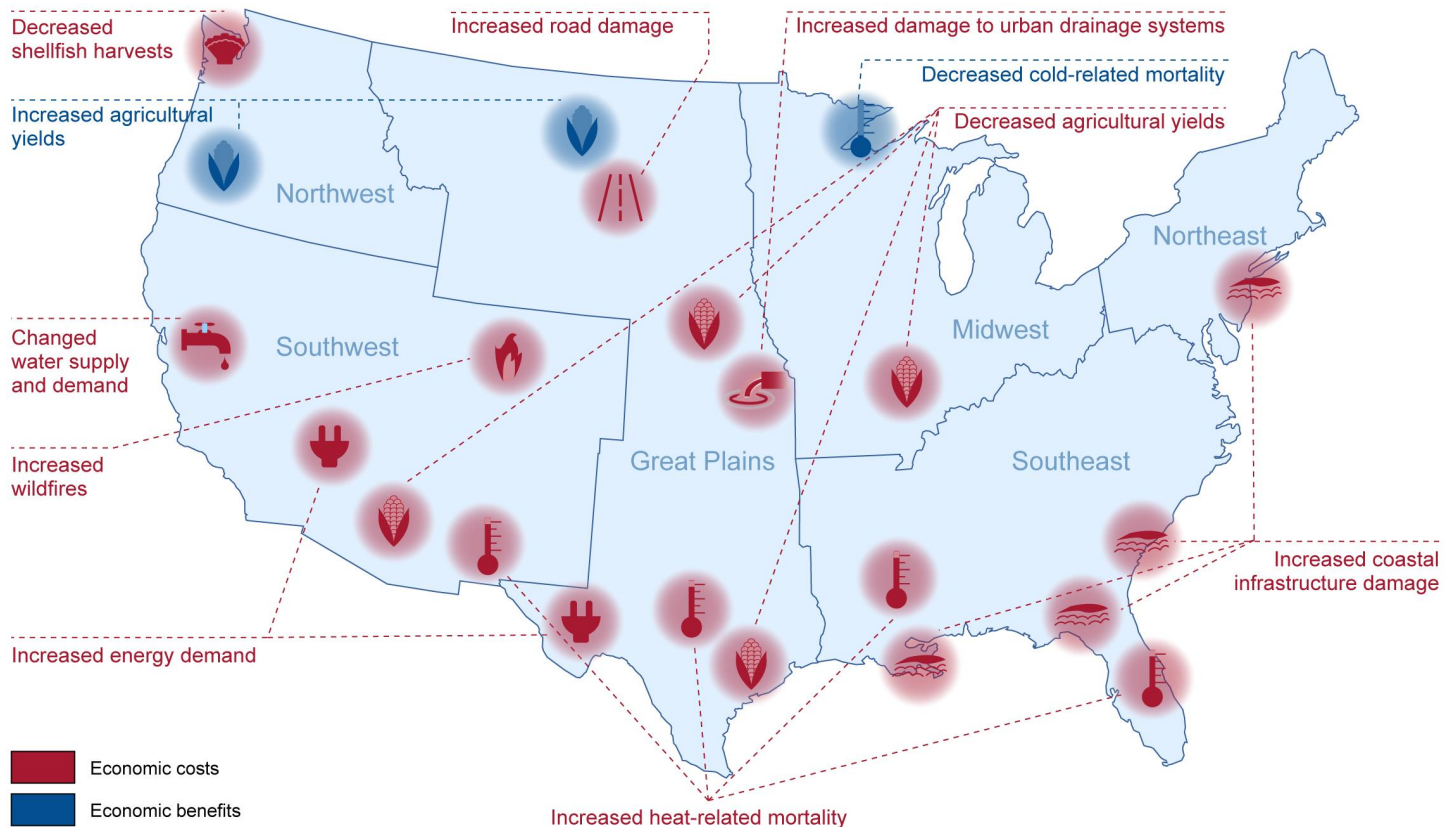 Decreased
shellfish harvests
Increased road damage
Increased damage to urban drainage systems
Decreased cold-related mortality
Increased agricultural
yields
Decreased agricultural yields
Northwest
Northeast
Changed
water supply
and demand
Southwest
Midwest
Increased
wildfires
Great Plains
Southeast
Increased coastal
infrastructure damage
Increased energy demand
Economic costs
Economic benefits
Increased heat-related mortality